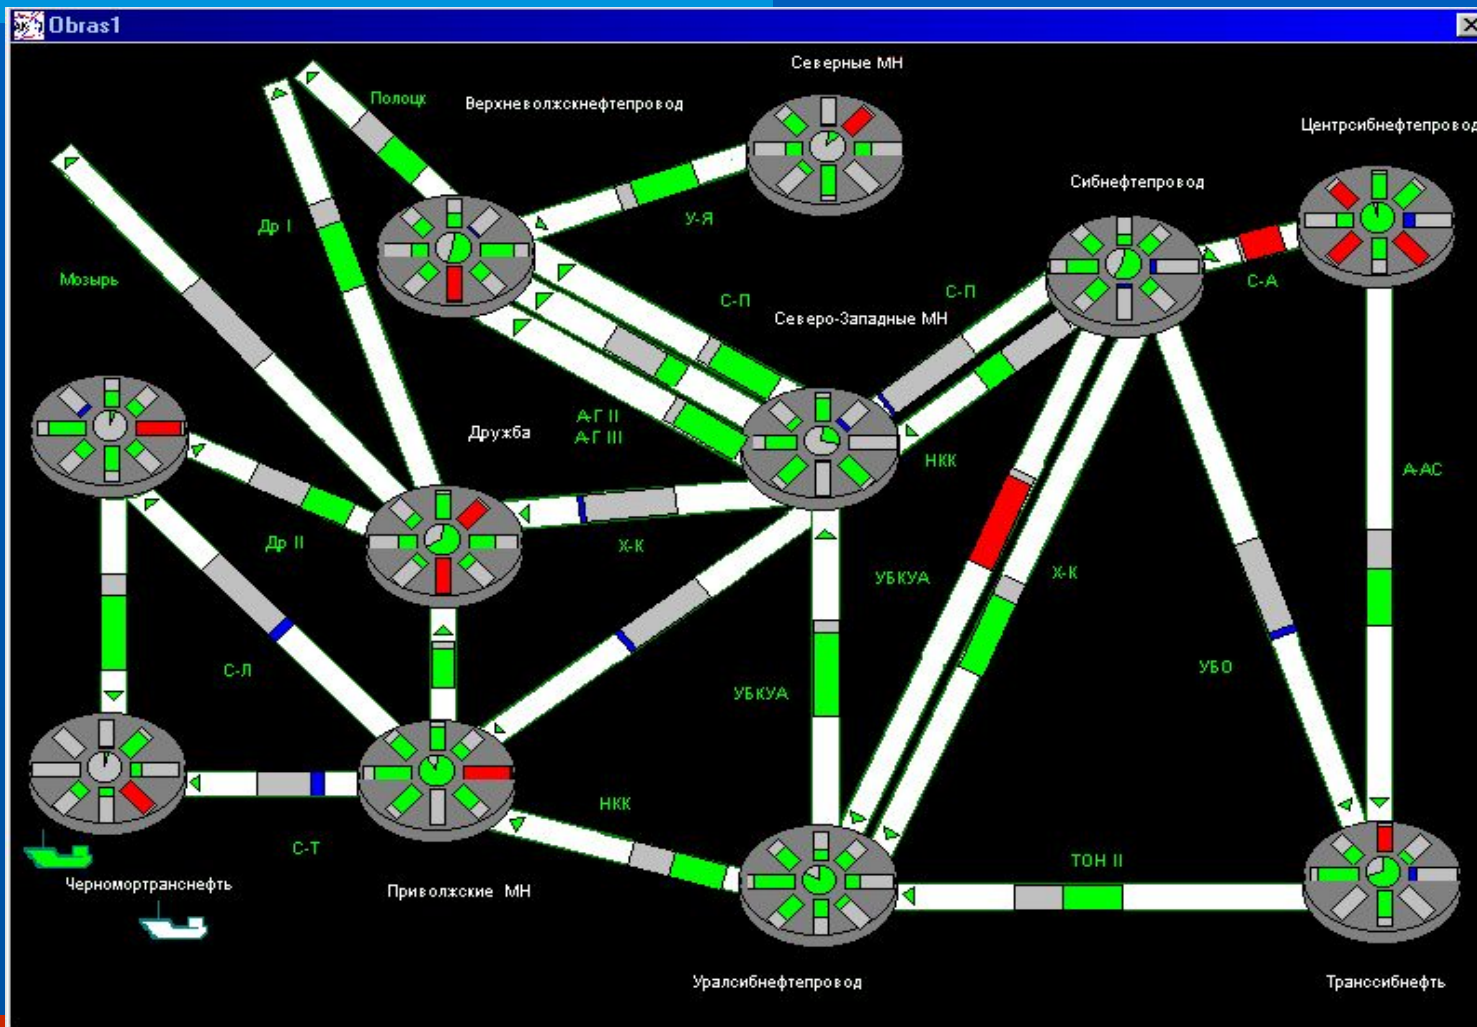 Obras1
Северные МН
Полоцк
Верхневолжскнефтепровод
Центрсибнефтепровод
Сибнефтепровод
У-Я
Др I
Мозырь
С-П
С-П
С-А
Северо-Западные МН
А-Г II
А-Г III
Дружба
НКК
А-АС
Др II
Х-К
УБКУА
Х-К
С-Л
УБКУА
УБО
НКК
С-Т
ТОН II
Черномортранснефть
Приволжские МН
Уралсибнефтепровод
Транссибнефть